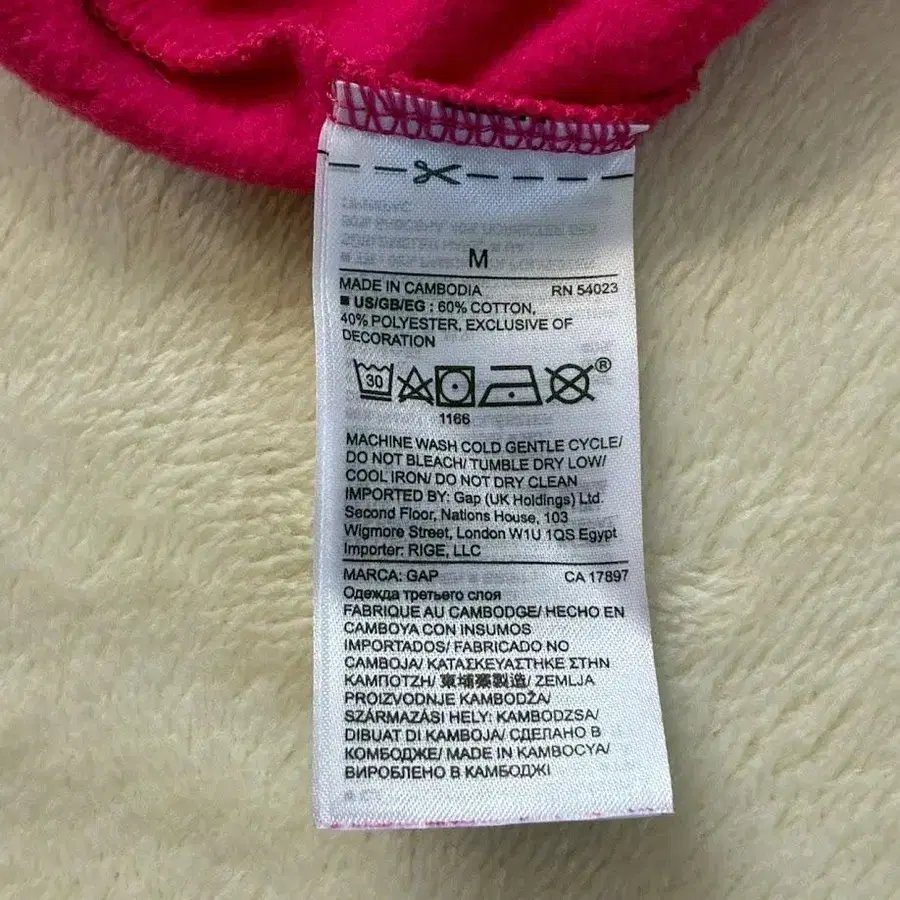 M
MADE IN CAMBODIA RN 54023
US/GB/EG : 60% COTTON,
40% POLYESTER, EXCLUSIVE OF
DECORATION
30 ®
1166
MACHINE WASH COLD GENTLE CYCLE/
DO NOT BLEACH/ TUMBLE DRY LOW/
COOL IRON/ DO NOT DRY CLEAN
IMPORTED BY: Gap (UK Holdings) Ltd.
Second Floor, Nations House, 103
Wigmore Street, London W1U 1QS Egypt
Importer: RIGE, LLC
MARCA: GAP CA 17897
Одежда третьего слоя
FABRIQUE AU CAMBODGE/ HECHO EN
CAMBOYA CON INSUMOS
IMPORTADOS/ FABRICADO NO
CAMBOJA/ ΚΑΤΑΣΚΕΥΑΣΤΗΚΕ ΣΤΗΝ
ΚΑΜΠΟΤΖΗ/ 柬埔寨製造/ ZEMLJA
PROIZVODNJE KAMBODŽA/
SZÁRMAZÁSI HELY: KAMBODZSA/
DIBUAT DI KAMBOJA/ СДЕЛАНО В
КОМБОДЖЕ/ MADE IN KAMBOCYA/
ВИРОБЛЕНО В КАМБОДЖІ